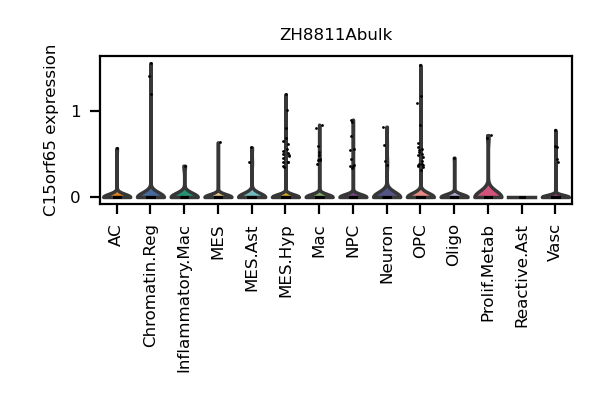 ZH8811Abulk
C15orf65 expression
1
0
AC
Chromatin.Reg
Inflammatory.Mac
MES
MES.Ast
MES.Hyp
Mac
NPC
Neuron
OPC
Oligo
Prolif.Metab
Reactive.Ast
Vasc